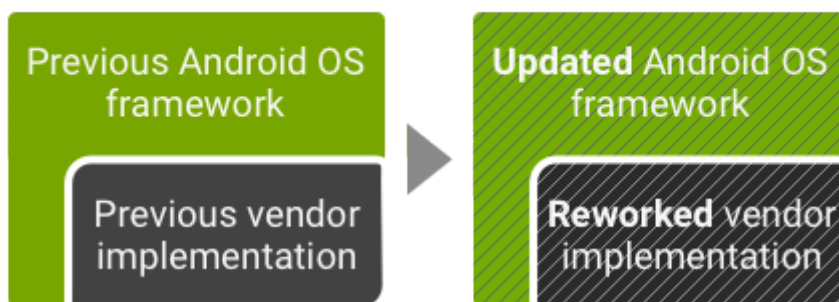 Previous Android OS
framework
Previous vendor
implementation
Updated Android OS
framework
Reworked vendor
implementation